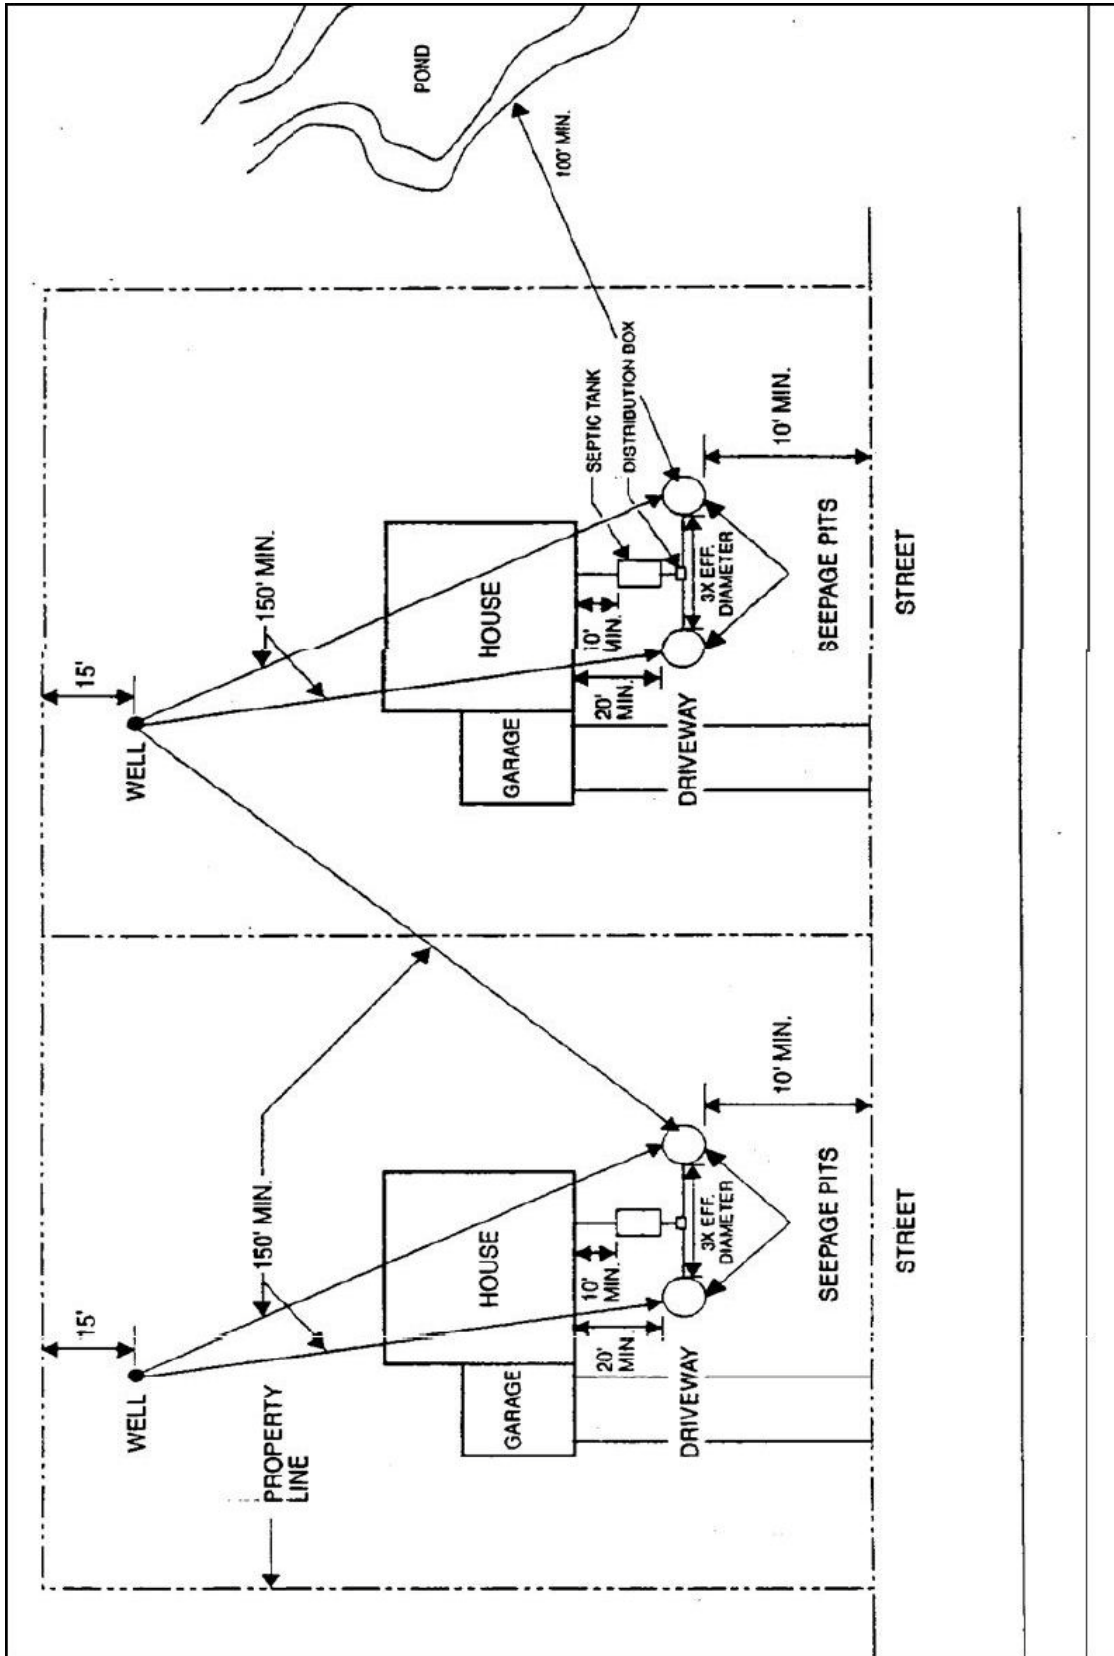 POND
100' MIN.
15'
WELL
150' MIN.
HOUSE
GARAGE
SEPTIC TANK
DISTRIBUTION BOX
10'
MIN.
20'
MIN.
3X EFF.
DIAMETER
10' MIN.
DRIVEWAY
SEEPAGE PITS
STREET
15'
WELL
150' MIN.
PROPERTY
LINE
HOUSE
GARAGE
10'
MIN.
20'
MIN.
3X EFF.
DIAMETER
10' MIN.
DRIVEWAY
SEEPAGE PITS
STREET